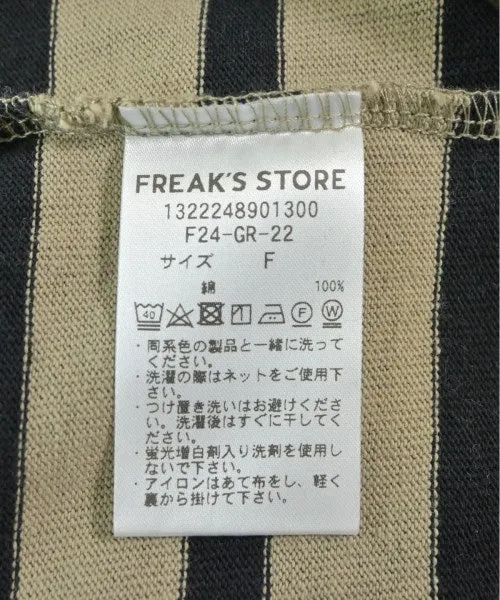 FREAK'S STORE
1322248901300
F24-GR-22
サイズ F
綿 100%
40 F W
・同系色の製品と一緒に洗って
ください。
・洗濯の際はネットをご使用下
さい。
・つけ置き洗いはお避けくださ
い。洗濯後はすぐに干してく
ださい。
・蛍光増白剤入り洗剤を使用し
ないで下さい。
・アイロンはあて布をし、軽く
裏から掛けて下さい。